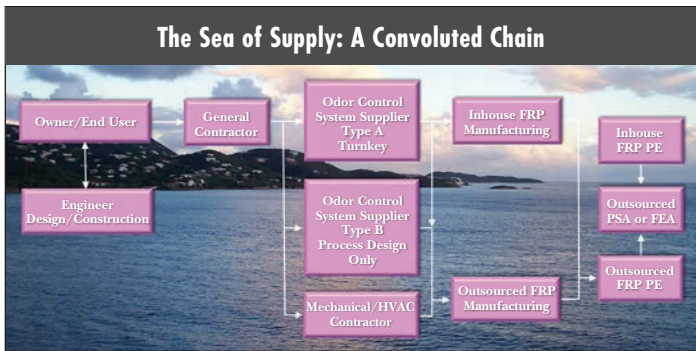 The Sea of Supply: A Convoluted Chain
Owner/End User
Engineer
Design/Construction
General
Contractor
Odor Control
System Supplier
Type A
Turnkey
Odor Control
System Supplier
Type B
Process Design
Only
Mechanical/HVAC
Contractor
Inhouse FRP
Manufacturing
Outsourced FRP
Manufacturing
Inhouse
FRP PE
Outsourced
PSA or FEA
Outsourced
FRP PE